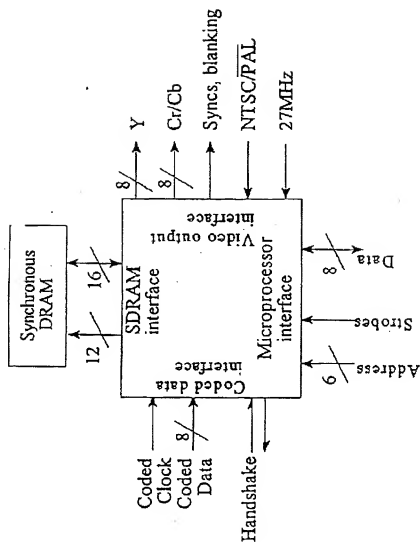 Synchronous
DRAM
12
16
SDRAM
interface
Coded
Clock
Coded
Data
8
Handshake
Coded data
interface
Video output
interface
8
Y
8
Cr/Cb
Syncs, blanking
NTSC/PAL
27MHz
Microprocessor
interface
6
Address
Strobes
8
Data